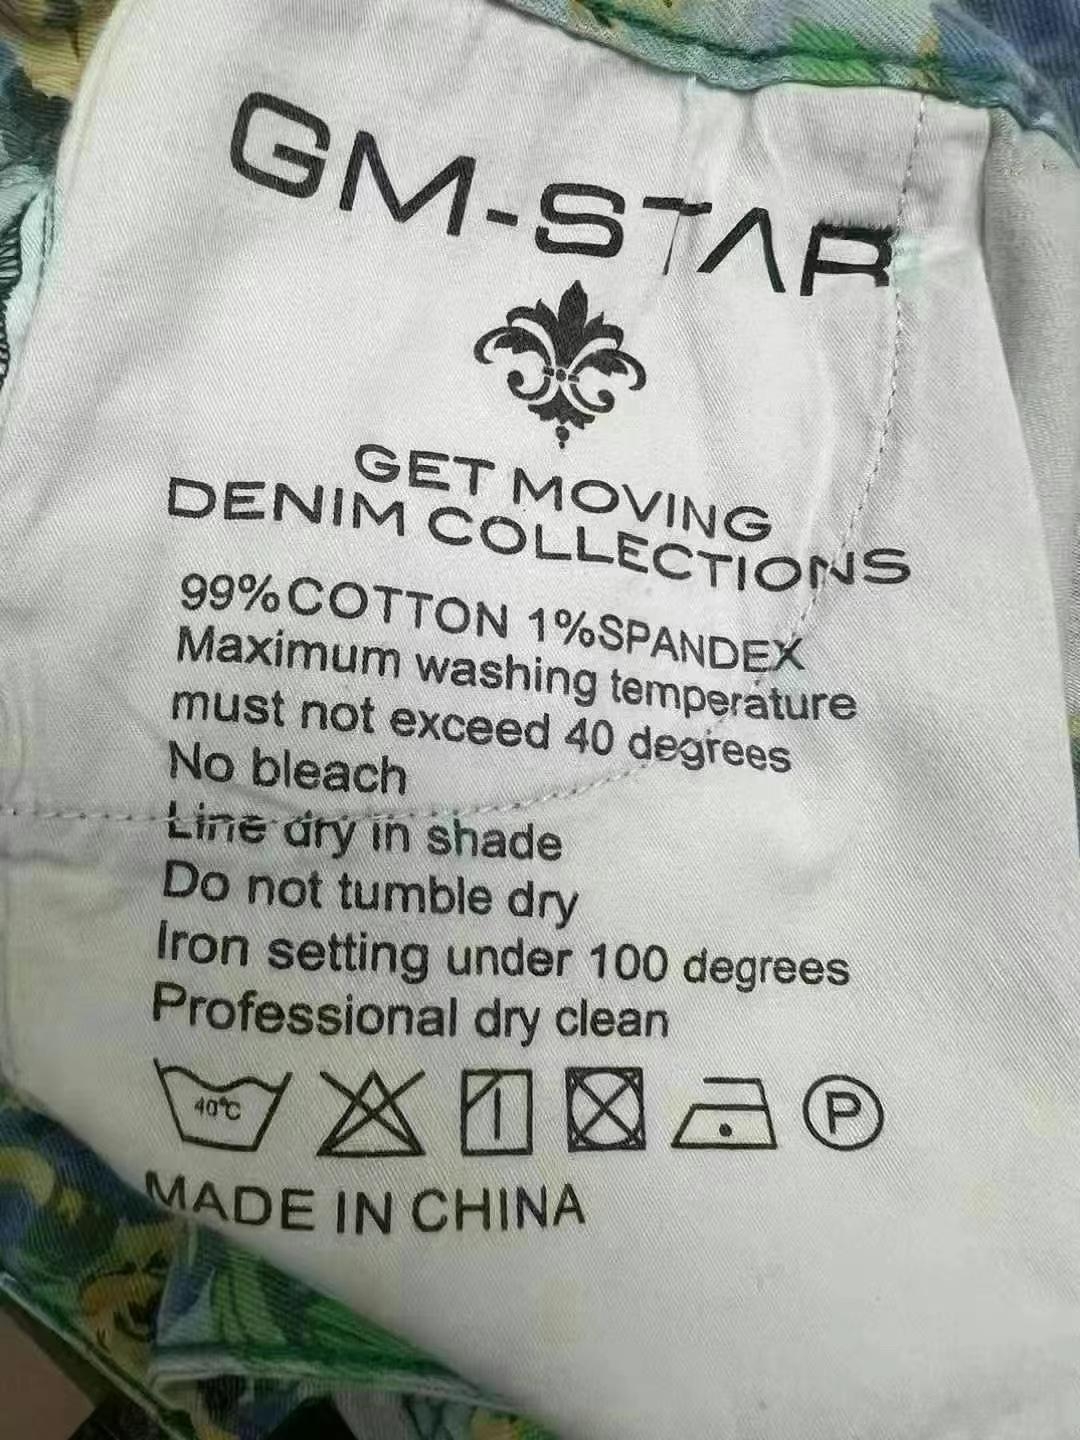 GM-STAR
GET MOVING
DENIM COLLECTIONS
99%COTTON 1%SPANDEX
Maximum washing temperature
must not exceed 40 degrees
No bleach
Line dry in shade
Do not tumble dry
Iron setting under 100 degrees
Professional dry clean
40℃ P
MADE IN CHINA